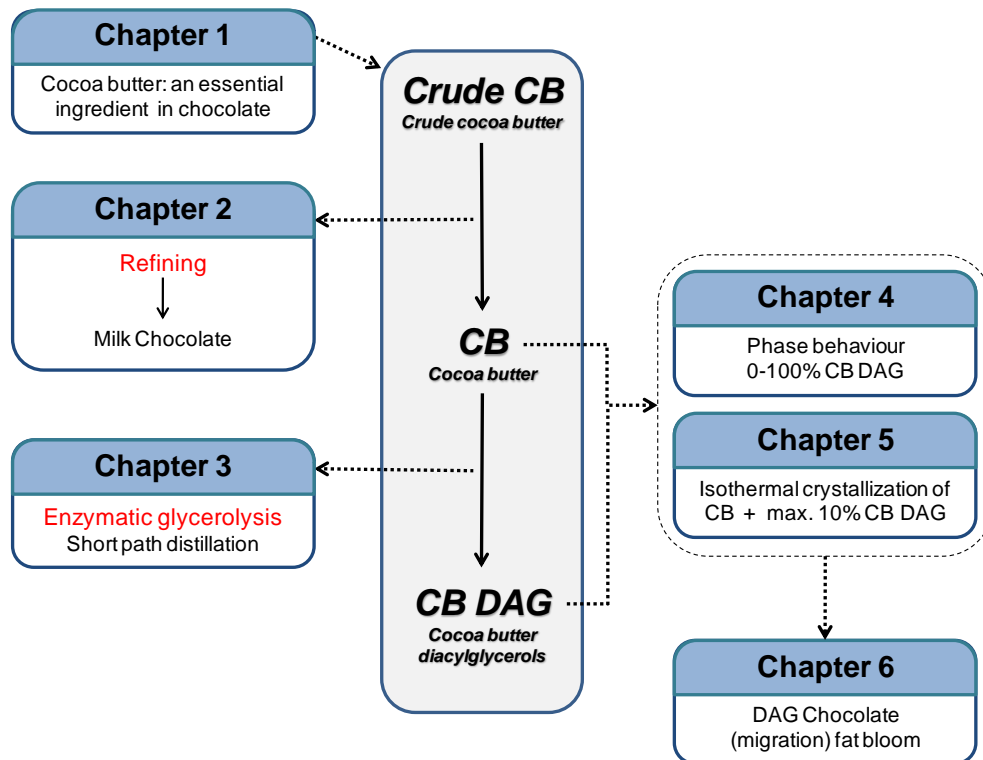 Chapter 1
Cocoa butter: an essential
ingredient in chocolate
Crude CB
Crude cocoa butter
Chapter 2
Refining
Milk Chocolate
CB
Cocoa butter
Chapter 3
Enzymatic glycerolysis
Short path distillation
CB DAG
Cocoa butter
diacylglycerols
Chapter 4
Phase behaviour
0-100% CB DAG
Chapter 5
Isothermal crystallization of
CB + max. 10% CB DAG
Chapter 6
DAG Chocolate
(migration) fat bloom